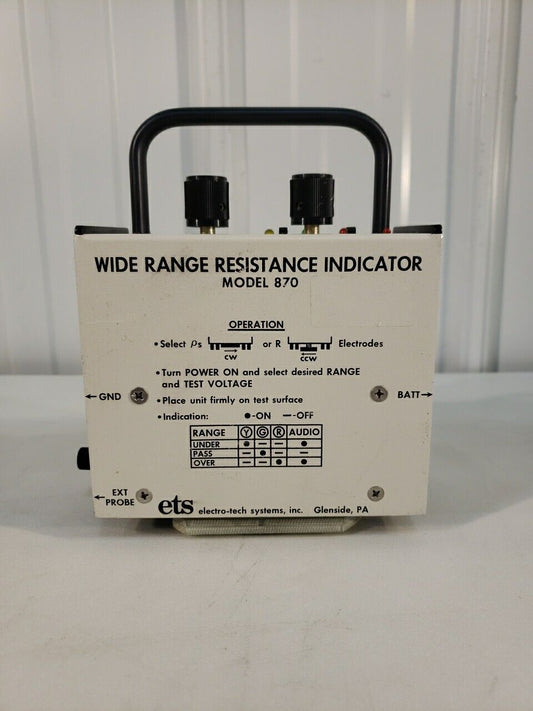 WIDE RANGE RESISTANCE INDICATOR
MODEL 870
OPERATION
• Select ρs or R Electrodes
CW CCW
• Turn POWER ON and select desired RANGE
and TEST VOLTAGE
← GND
BATT →
• Place unit firmly on test surface
• Indication: ●-ON — -OFF
RANGE Ⓨ Ⓖ Ⓡ AUDIO
UNDER ● — — ●
PASS — ● — —
OVER — ● ● ●
← EXT
PROBE
ets electro-tech systems, inc. Glenside, PA